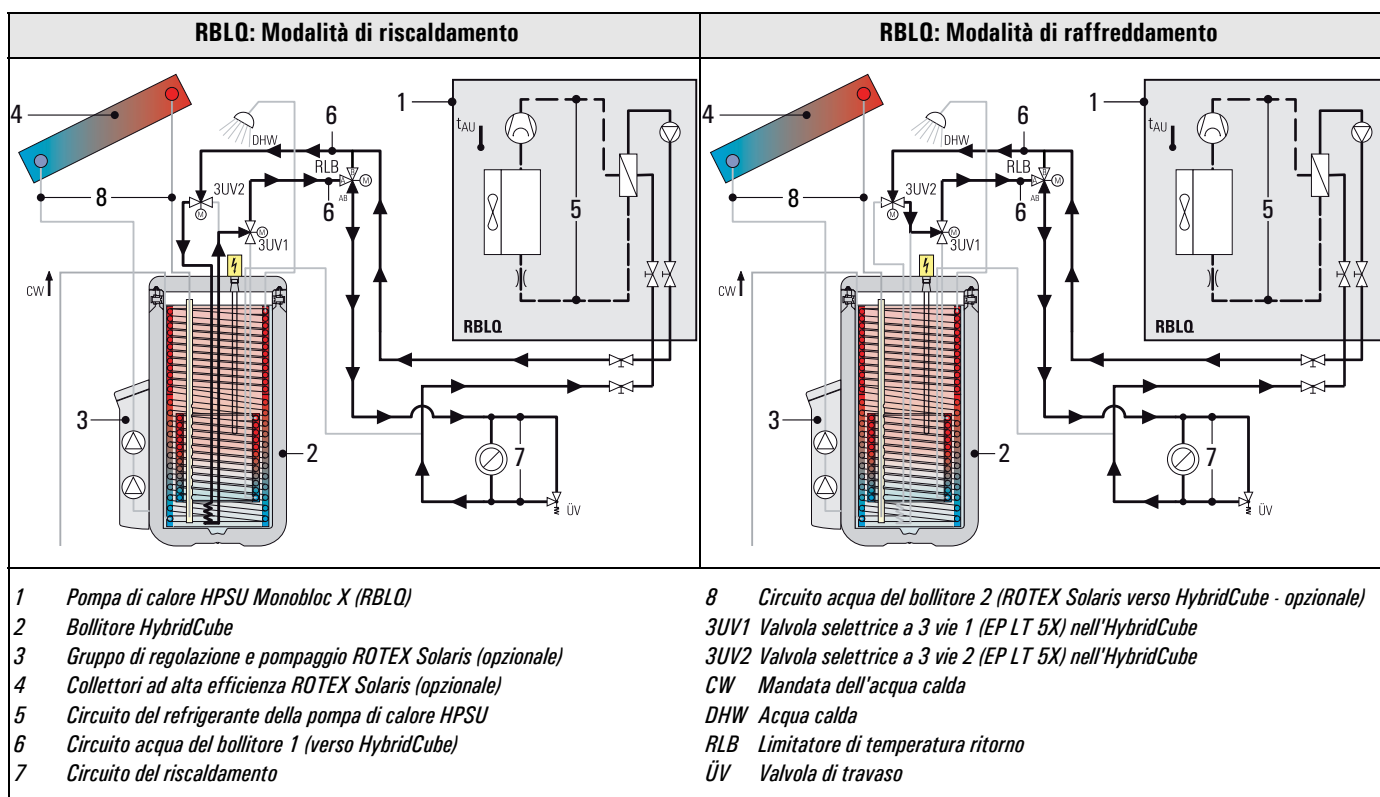 RBLQ: Modalità di riscaldamento
RBLQ: Modalità di raffreddamento
4
1
6
5
tAU
DHW
RLB
A
B
AB
M
3UV2
M
6
8
3UV1
M
CW
3
2
7
ÜV
RBLQ
4
1
6
5
tAU
DHW
RLB
A
B
AB
M
3UV2
M
6
8
3UV1
M
CW
3
2
7
ÜV
RBLQ
1 Pompa di calore HPSU Monobloc X (RBLQ)
2 Bollitore HybridCube
3 Gruppo di regolazione e pompaggio ROTEX Solaris (opzionale)
4 Collettori ad alta efficienza ROTEX Solaris (opzionale)
5 Circuito del refrigerante della pompa di calore HPSU
6 Circuito acqua del bollitore 1 (verso HybridCube)
7 Circuito del riscaldamento
8 Circuito acqua del bollitore 2 (ROTEX Solaris verso HybridCube - opzionale)
3UV1 Valvola selettrice a 3 vie 1 (EP LT 5X) nell'HybridCube
3UV2 Valvola selettrice a 3 vie 2 (EP LT 5X) nell'HybridCube
CW Mandata dell'acqua calda
DHW Acqua calda
RLB Limitatore di temperatura ritorno
ÜV Valvola di travaso